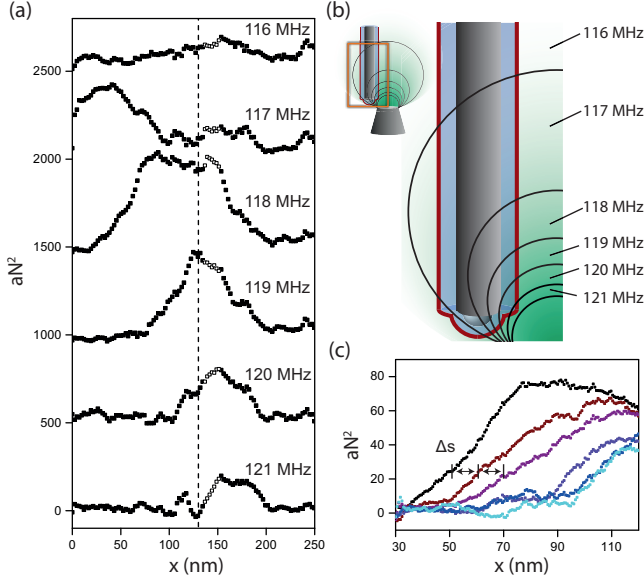 (a)
116 MHz
117 MHz
118 MHz
119 MHz
120 MHz
121 MHz
2500
2000
1500
1000
500
0
aN²
0 50 100 150 200 250
x (nm)
(b)
116 MHz
117 MHz
118 MHz
119 MHz
120 MHz
121 MHz
(c)
80
60
40
20
0
aN²
Δs
30 50 70 90 110
x (nm)